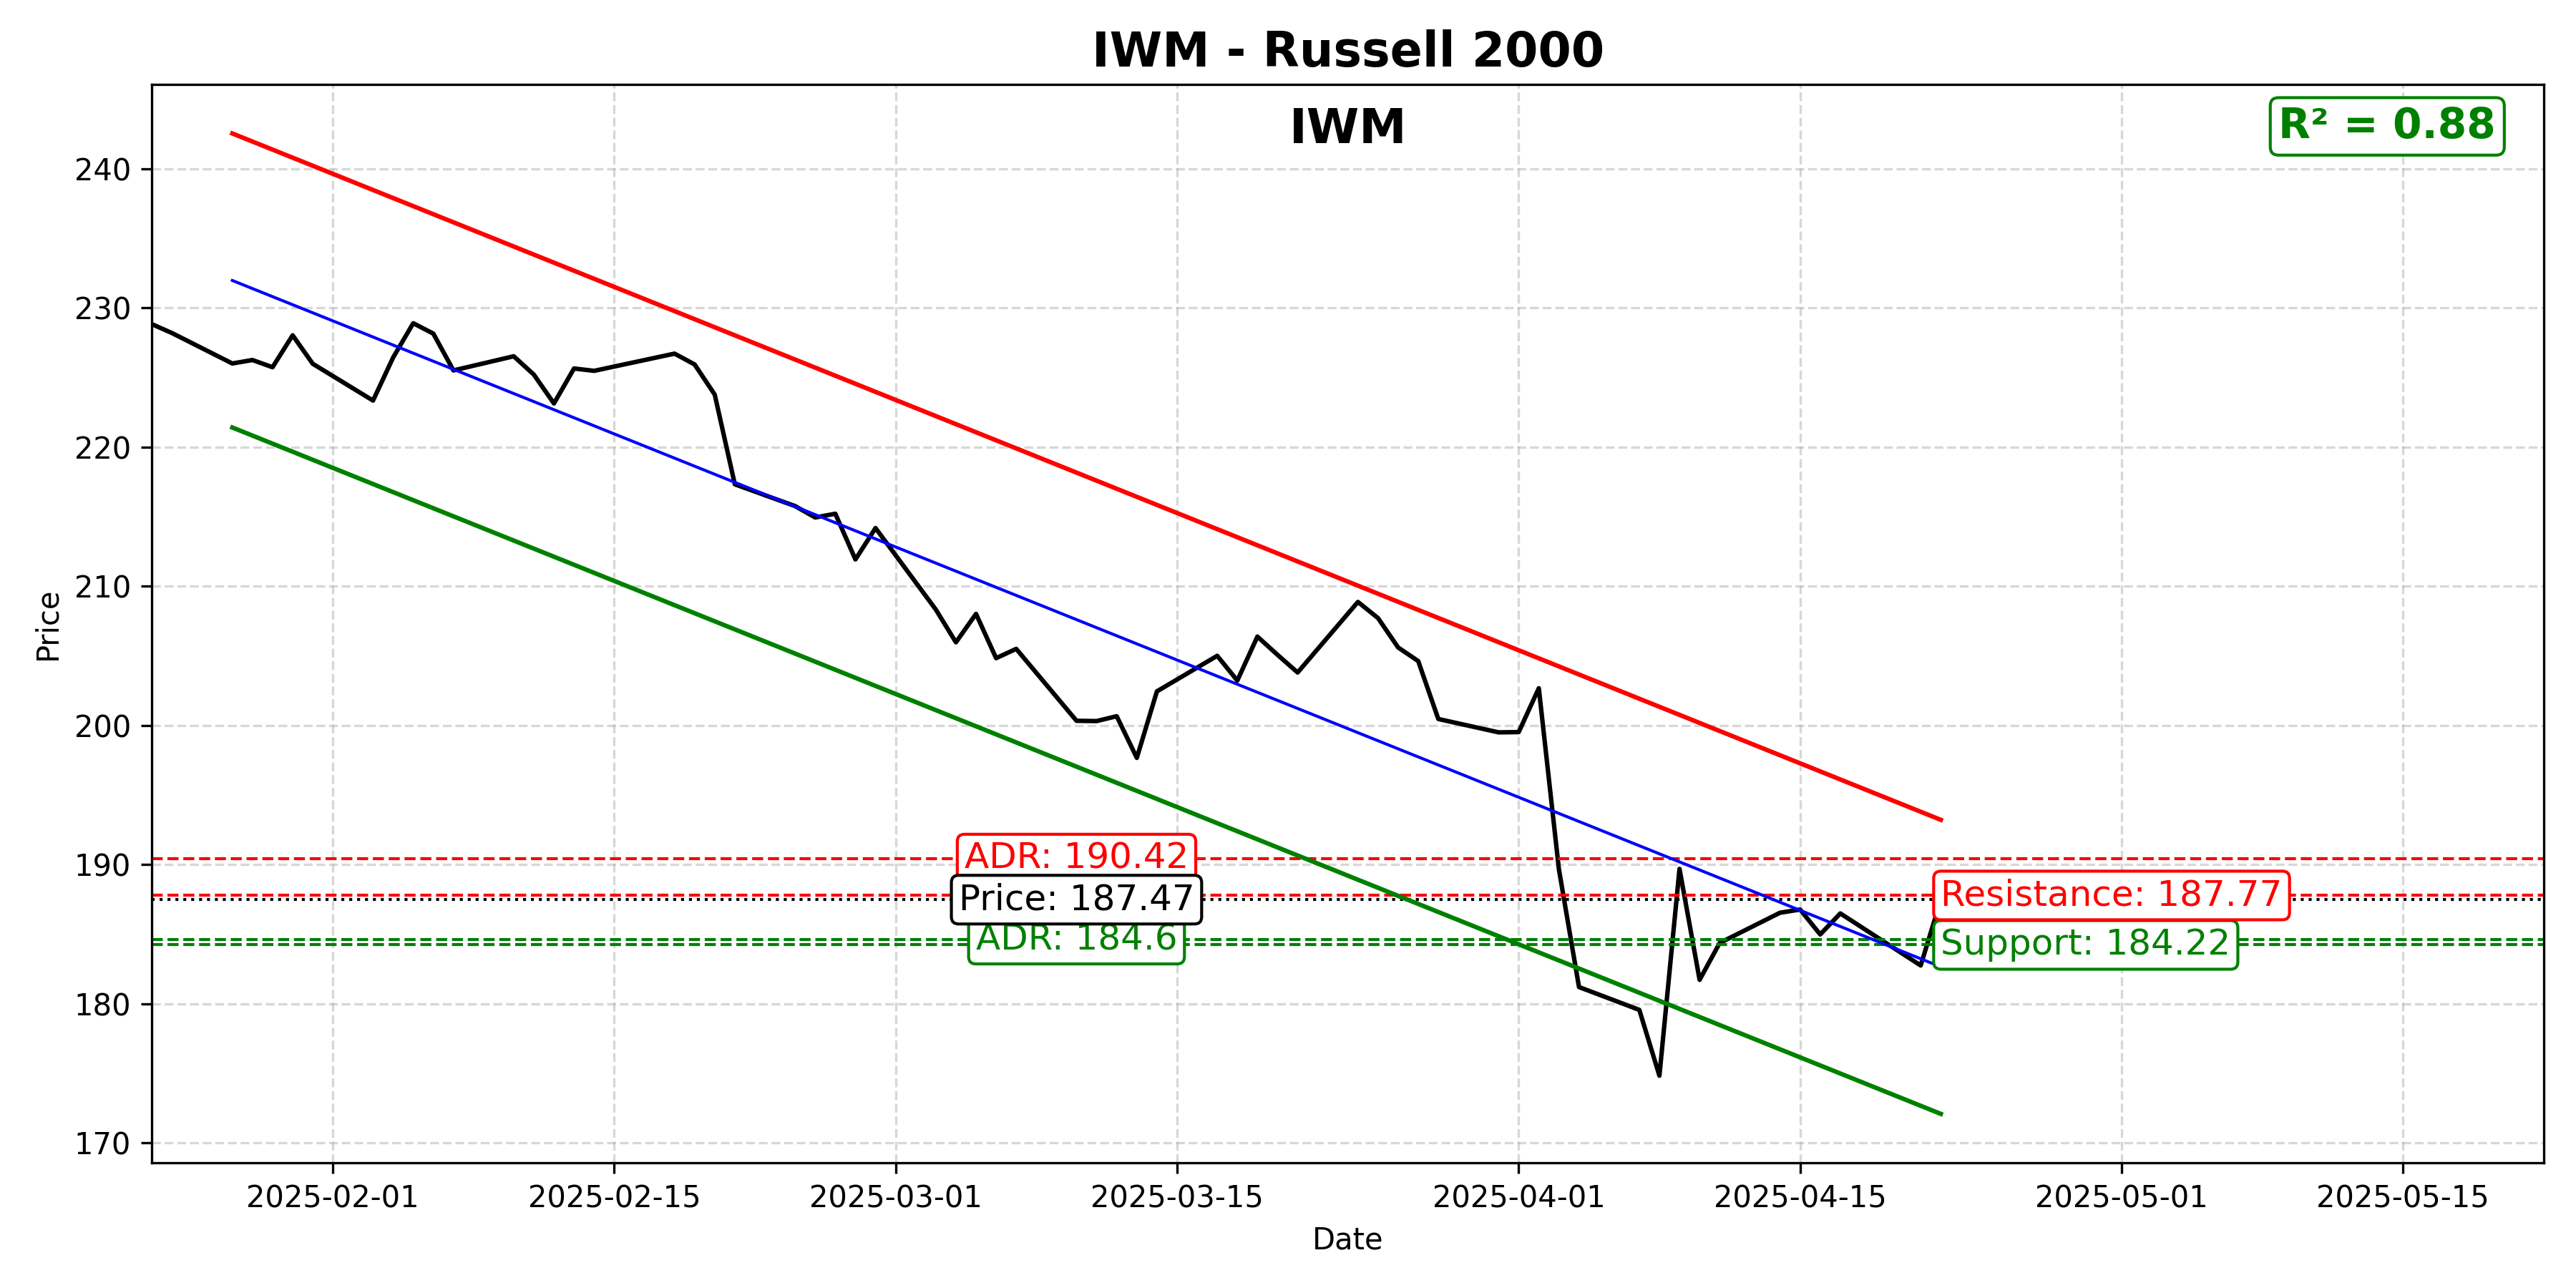 IWM - Russell 2000
IWM
R² = 0.88
240
230
220
210
200
190
180
170
Price
ADR: 190.42
Price: 187.47
ADR: 184.6
Resistance: 187.77
Support: 184.22
2025-02-01
2025-02-15
2025-03-01
2025-03-15
2025-04-01
2025-04-15
2025-05-01
2025-05-15
Date